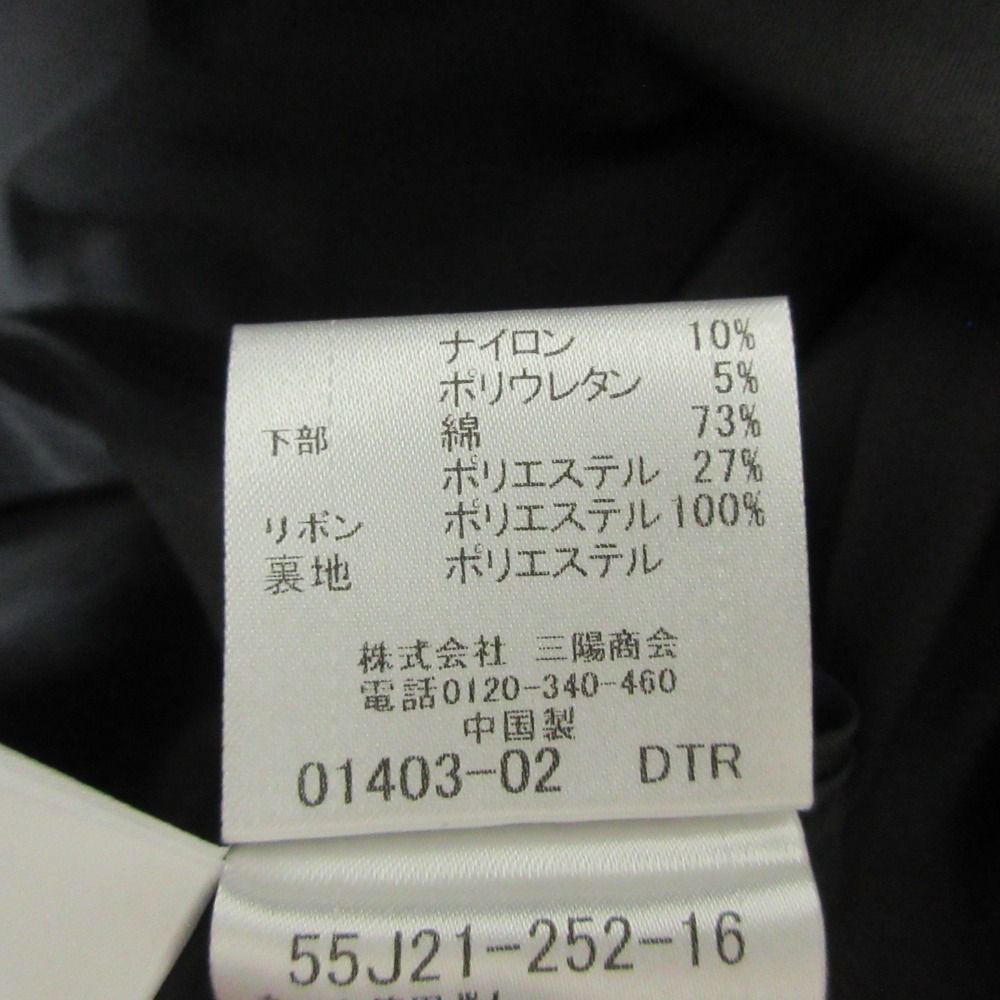 ナイロン 10%
ポリウレタン 5%
下部 綿 73%
ポリエステル 27%
リボン ポリエステル 100%
裏地 ポリエステル
株式会社 三陽商会
電話0120-340-460
中国製
01403-02 DTR
55J21-252-16